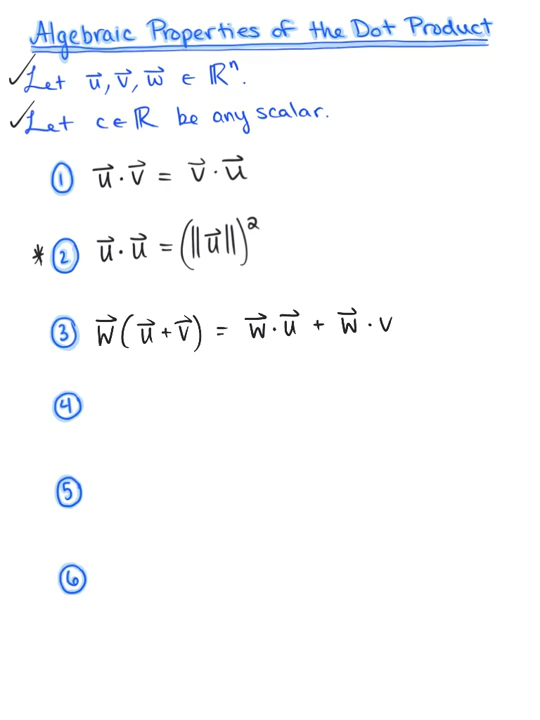 Algebraic Properties of the Dot Product
✓Let u⃗, v⃗, w⃗ ∈ ℝⁿ.
✓Let c∈ℝ be any scalar.
① u⃗ · v⃗ = v⃗ · u⃗
* ② u⃗ · u⃗ = (||u⃗||)²
③ w⃗(u⃗ + v⃗) = w⃗ · u⃗ + w⃗ · v
④
⑤
⑥